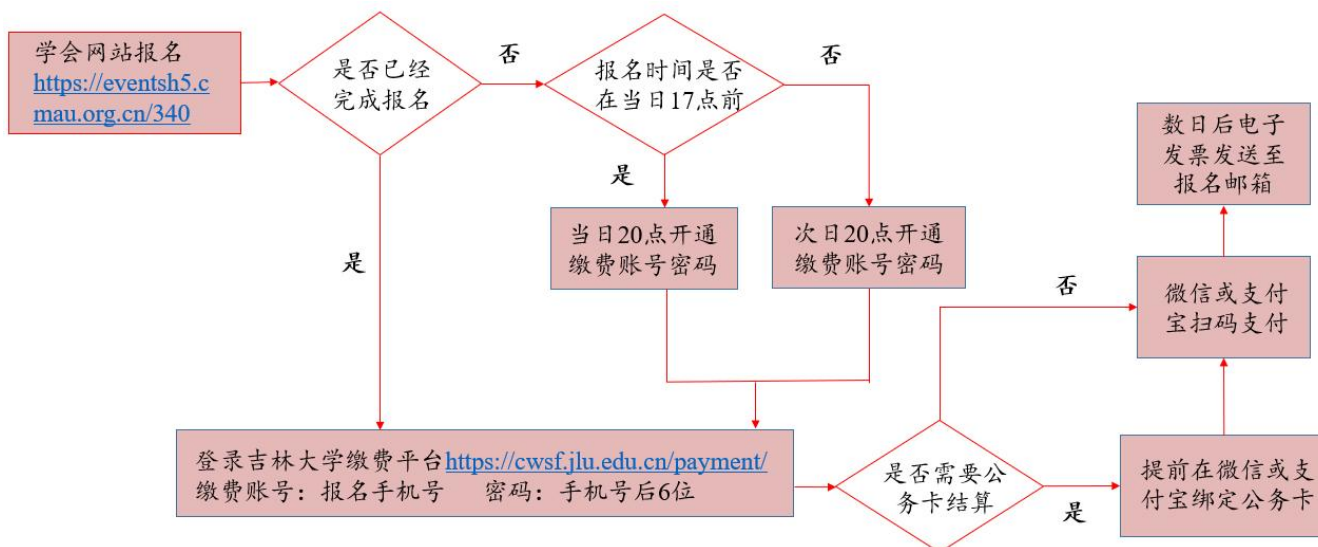 学会网站报名
https://eventsh5.c
mau.org.cn/340
是否已经
完成报名
否
报名时间是否
在当日17点前
否
数日后电子
发票发送至
报名邮箱
是
当日20点开通
缴费账号密码
次日20点开通
缴费账号密码
是
否
微信或支付
宝扫码支付
登录吉林大学缴费平台https://cwsf.jlu.edu.cn/payment/
缴费账号：报名手机号 密码：手机号后6位
是否需要公
务卡结算
是
提前在微信或支
付宝绑定公务卡